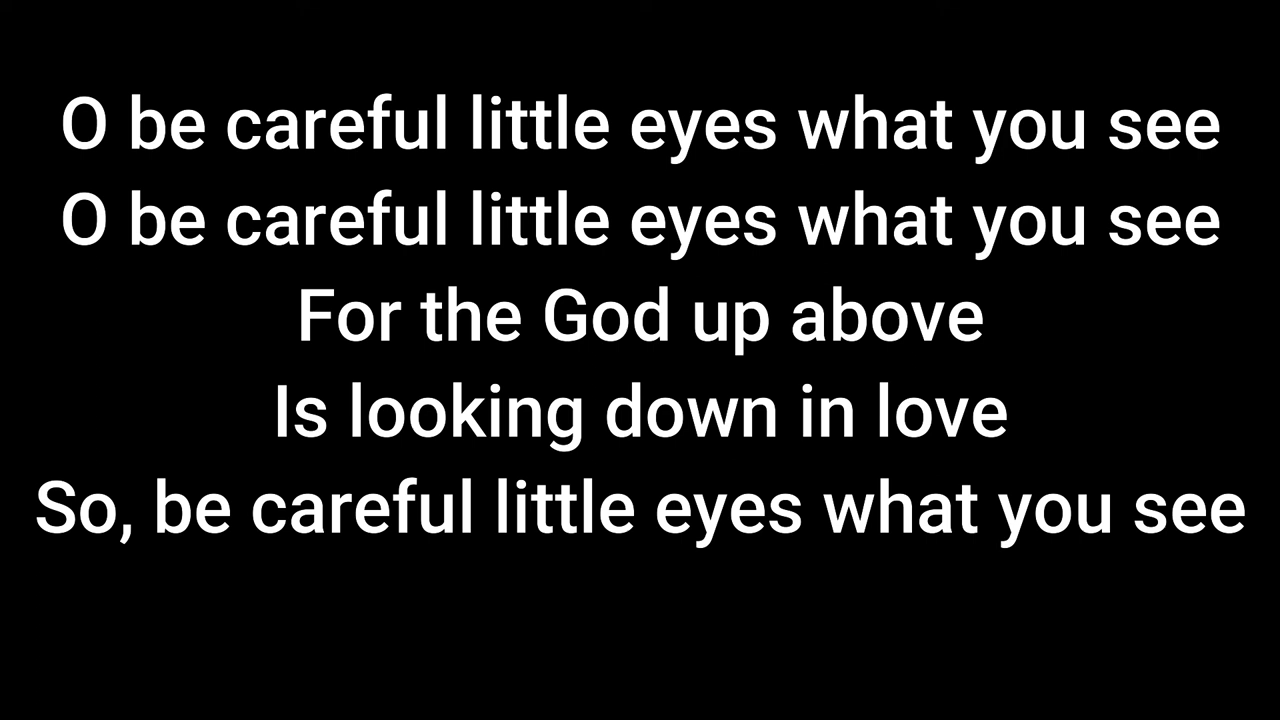 O be careful little eyes what you see
O be careful little eyes what you see
For the God up above
Is looking down in love
So, be careful little eyes what you see